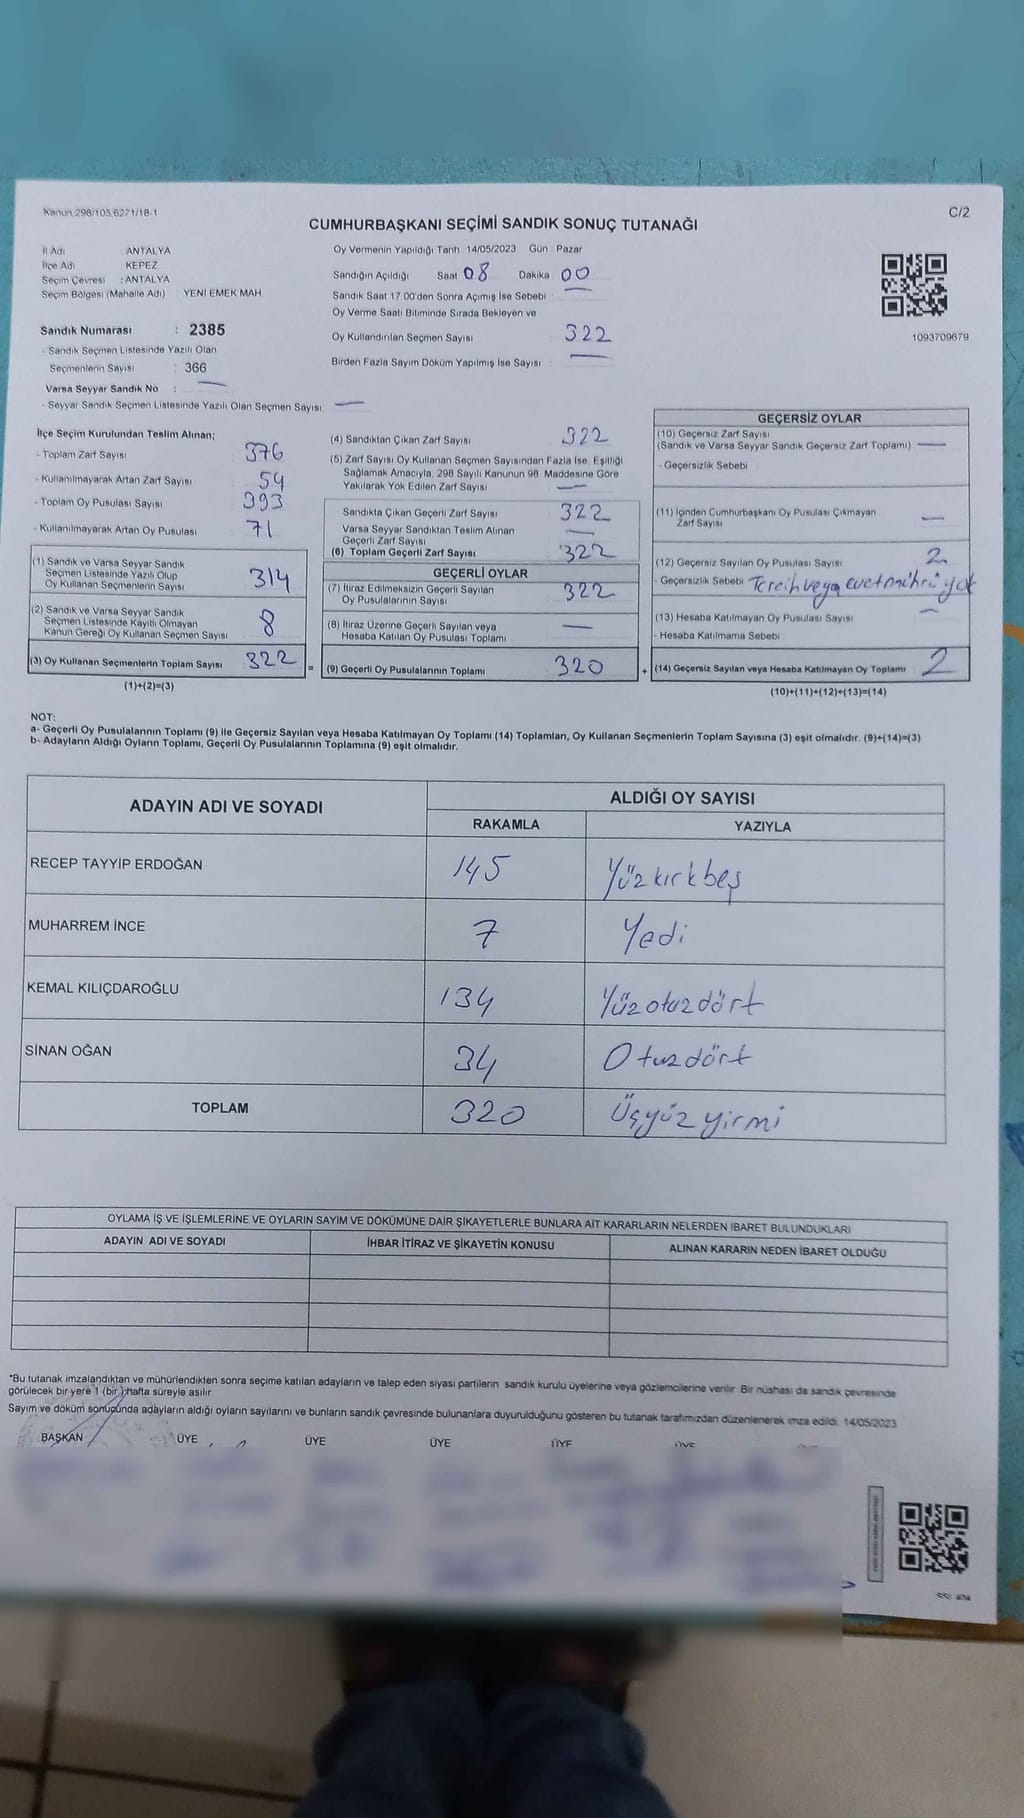 Kanun:298/105,6271/18-1
C/2
CUMHURBAŞKANI SEÇİMİ SANDIK SONUÇ TUTANAĞI
İl Adı : ANTALYA
İlçe Adı : KEPEZ
Seçim Çevresi : ANTALYA
Seçim Bölgesi (Mahalle Adı) : YENİ EMEK MAH
Sandık Numarası : 2385
- Sandık Seçmen Listesinde Yazılı Olan
Seçmenlerin Sayısı : 366
Varsa Seyyar Sandık No : —
- Seyyar Sandık Seçmen Listesinde Yazılı Olan Seçmen Sayısı: —
Oy Vermenin Yapıldığı Tarih : 14/05/2023 Gün : Pazar
Sandığın Açıldığı Saat 08 Dakika 00
Sandık Saat 17.00'den Sonra Açımış İse Sebebi : —
Oy Verme Saati Bitiminde Sırada Bekleyen ve
Oy Kullandırılan Seçmen Sayısı 322
Birden Fazla Sayım Döküm Yapılmış İse Sayısı : —
1093709679
İlçe Seçim Kurulundan Teslim Alınan;
- Toplam Zarf Sayısı 376
- Kullanılmayarak Artan Zarf Sayısı 54
- Toplam Oy Pusulası Sayısı 393
- Kullanılmayarak Artan Oy Pusulası 71
(1) Sandık ve Varsa Seyyar Sandık
Seçmen Listesinde Yazılı Olup
Oy Kullanan Seçmenlerin Sayısı 314
(2) Sandık ve Varsa Seyyar Sandık
Seçmen Listesinde Kayıtlı Olmayan
Kanun Gereği Oy Kullanan Seçmen Sayısı 8
(3) Oy Kullanan Seçmenlerin Toplam Sayısı 322
(1)+(2)=(3)
=
(4) Sandıktan Çıkan Zarf Sayısı 322
(5) Zarf Sayısı Oy Kullanan Seçmen Sayısından Fazla İse, Eşitliği
Sağlamak Amacıyla, 298 Sayılı Kanunun 98. Maddesine Göre
Yakılarak Yok Edilen Zarf Sayısı —
Sandıkta Çıkan Geçerli Zarf Sayısı 322
Varsa Seyyar Sandıktan Teslim Alınan
Geçerli Zarf Sayısı —
(6) Toplam Geçerli Zarf Sayısı 322
GEÇERLİ OYLAR
(7) İtiraz Edilmeksizin Geçerli Sayılan
Oy Pusulalarının Sayısı 322
(8) İtiraz Üzerine Geçerli Sayılan veya
Hesaba Katılan Oy Pusulası Toplamı —
(9) Geçerli Oy Pusulalarının Toplamı 320
+
GEÇERSİZ OYLAR
(10) Geçersiz Zarf Sayısı
(Sandık ve Varsa Seyyar Sandık Geçersiz Zarf Toplamı) —
- Geçersizlik Sebebi
(11) İçinden Cumhurbaşkanı Oy Pusulası Çıkmayan
Zarf Sayısı —
(12) Geçersiz Sayılan Oy Pusulası Sayısı 2
- Geçersizlik Sebebi Tercih veya evet mührü yok
(13) Hesaba Katılmayan Oy Pusulası Sayısı —
- Hesaba Katılmama Sebebi
(14) Geçersiz Sayılan veya Hesaba Katılmayan Oy Toplamı 2
(10)+(11)+(12)+(13)=(14)
NOT:
a- Geçerli Oy Pusulalarının Toplamı (9) ile Geçersiz Sayılan veya Hesaba Katılmayan Oy Toplamı (14) Toplamları, Oy Kullanan Seçmenlerin Toplam Sayısına (3) eşit olmalıdır. (9)+(14)=(3)
b- Adayların Aldığı Oyların Toplamı, Geçerli Oy Pusulalarının Toplamına (9) eşit olmalıdır.
ADAYIN ADI VE SOYADI
ALDIĞI OY SAYISI
RAKAMLA YAZIYLA
RECEP TAYYİP ERDOĞAN 145 Yüzkırkbeş
MUHARREM İNCE 7 Yedi
KEMAL KILIÇDAROĞLU 134 Yüzotuzdört
SİNAN OĞAN 34 Otuzdört
TOPLAM 320 Üçyüzyirmi
OYLAMA İŞ VE İŞLEMLERİNE VE OYLARIN SAYIM VE DÖKÜMÜNE DAİR ŞİKAYETLERLE BUNLARA AİT KARARLARIN NELERDEN İBARET BULUNDUKLARI
ADAYIN ADI VE SOYADI İHBAR İTİRAZ VE ŞİKAYETİN KONUSU ALINAN KARARIN NEDEN İBARET OLDUĞU
*Bu tutanak imzalandıktan ve mühürlendikten sonra seçime katılan adayların ve talep eden siyasi partilerin sandık kurulu üyelerine veya gözlemcilerine verilir. Bir nüshası da sandık çevresinde
görülecek bir yere 1 (bir) hafta süreyle asılır.
Sayım ve döküm sonuçunda adayların aldığı oyların sayılarını ve bunların sandık çevresinde bulunanlara duyurulduğunu gösteren bu tutanak tarafımızdan düzenlenerek imza edildi. 14/05/2023
BAŞKAN ÜYE ÜYE ÜYE ÜYE ÜYE